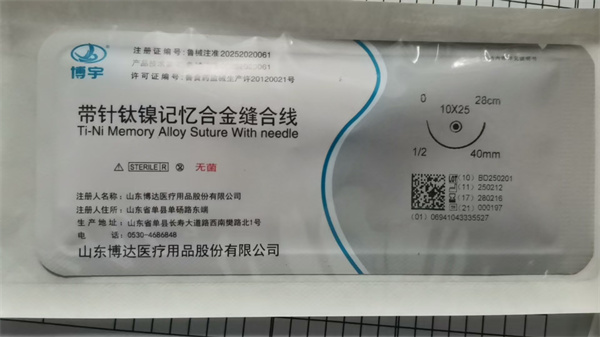 博宇
注册证编号:鲁械注准20252020061
许可证编号:鲁食药监械生产许20120021号
带针钛镍记忆合金缝合线
Ti-Ni Memory Alloy Suture With needle
STERILE R 无菌
注册人名称:山东博达医疗用品股份有限公司
注册人住所:山东省单县单砀路东端
生产地址:山东省单县长寿大道路西南樊路北1号
电话:0530-4686848
山东博达医疗用品股份有限公司
0 10X25 28cm
1/2 40mm
(10) BD250201
(11) 250212
(17) 280216
(21) 000197
(01) 06941043335527